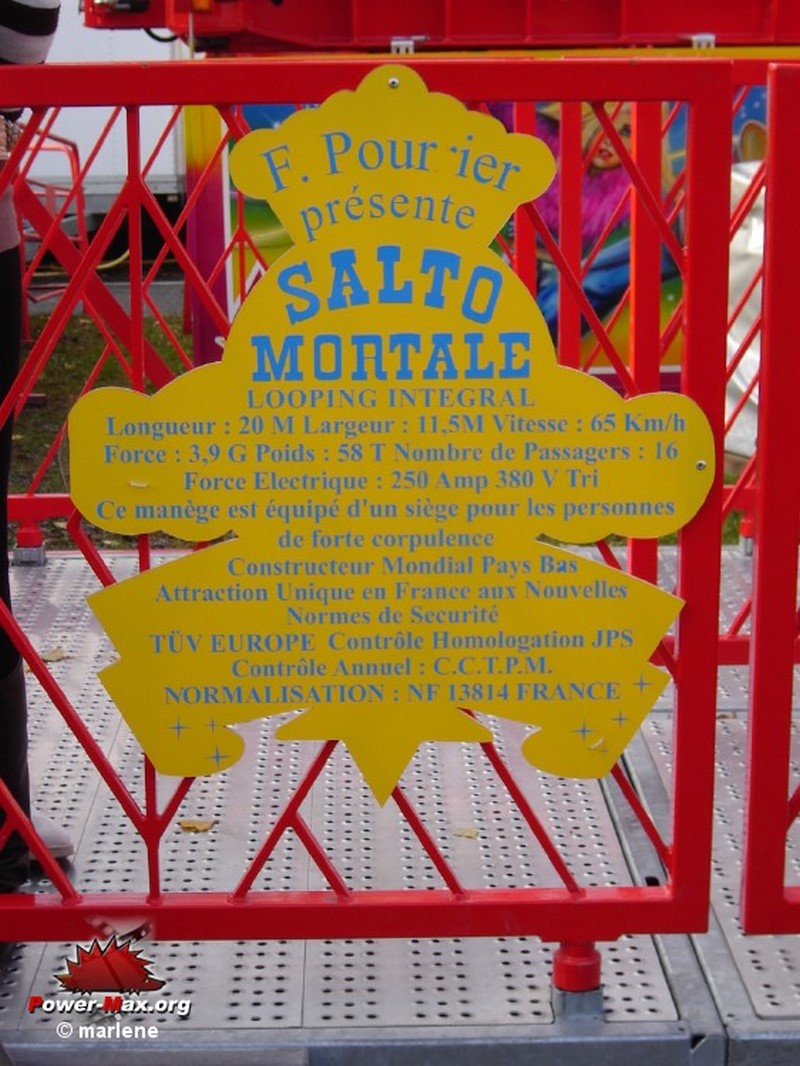 F. Pour ier
présente
SALTO
MORTALE
LOOPING INTEGRAL
Longueur : 20 M Largeur : 11,5M Vitesse : 65 Km/h
Force : 3,9 G Poids : 58 T Nombre de Passagers : 16
Force Electrique : 250 Amp 380 V Tri
Ce manège est équipé d'un siège pour les personnes
de forte corpulence
Constructeur Mondial Pays Bas
Attraction Unique en France aux Nouvelles
Normes de Securité
TÜV EUROPE Contrôle Homologation JPS
Contrôle Annuel : C.C.T.P.M.
NORMALISATION : NF 13814 FRANCE
Power-Max.org
© marlene